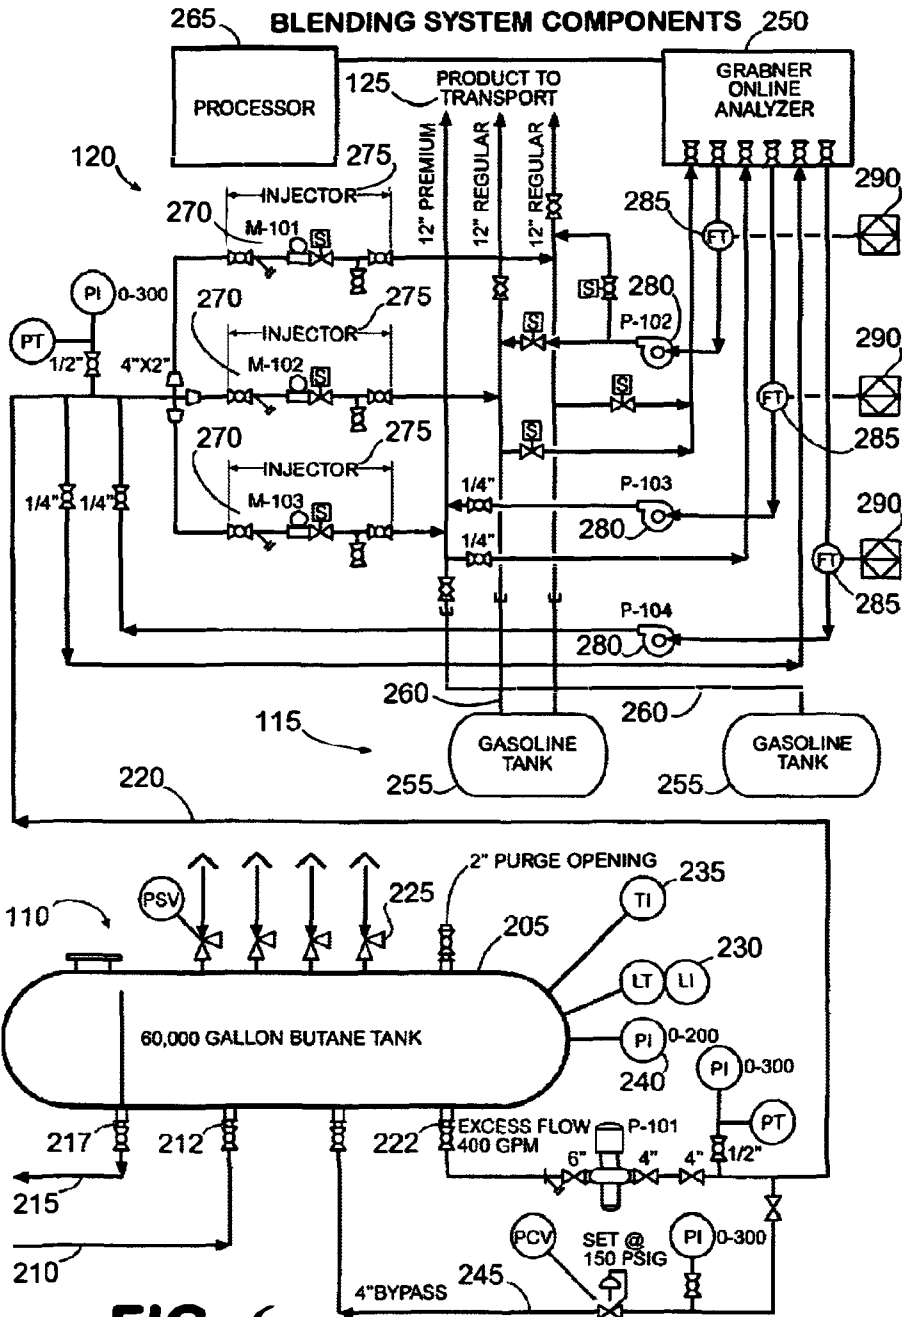 BLENDING SYSTEM COMPONENTS
265
250
PROCESSOR
125
PRODUCT TO
TRANSPORT
GRABNER
ONLINE
ANALYZER
12" PREMIUM
12" REGULAR
12" REGULAR
120
275
INJECTOR
270
M-101
S
285
FT
290
PI
0-300
PT
1/2"
4"X2"
270
275
INJECTOR
M-102
S
S
S
P-102
280
S
S
290
FT
285
270
275
INJECTOR
M-103
S
1/4"
1/4"
1/4"
1/4"
P-103
280
290
FT
285
P-104
280
260
260
115
GASOLINE
TANK
255
GASOLINE
TANK
255
220
110
PSV
225
2" PURGE OPENING
205
TI
235
LT
LI
230
60,000 GALLON BUTANE TANK
PI
0-200
240
PI
0-300
PT
1/2"
217
212
222
EXCESS FLOW
400 GPM
P-101
6"
4"
4"
215
210
PCV
SET @
150 PSIG
PI
0-300
4"BYPASS
245